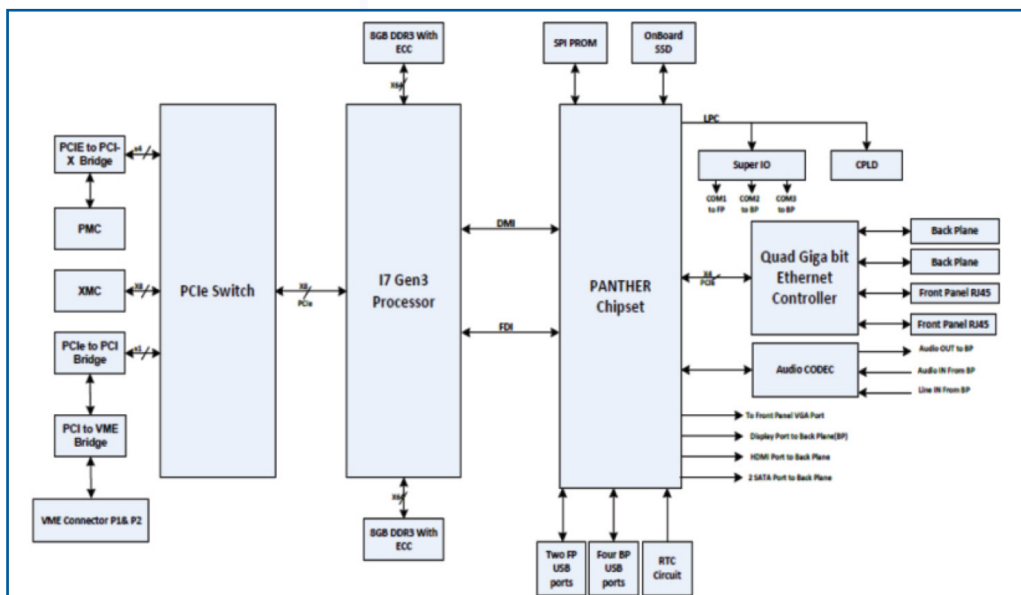 8GB DDR3 With
ECC
SPI PROM
OnBoard
SSD
X64
LPC
PCIE to PCI-
X Bridge
x4
Super IO
CPLD
COM1
to FP
COM2
to BP
COM3
to BP
PMC
DMI
Back Plane
Back Plane
Quad Giga bit
Ethernet
Controller
XMC
X8
PCIe Switch
X8
PCIe
I7 Gen3
Processor
PANTHER
Chipset
X4
PCIE
Front Panel RJ45
Front Panel RJ45
PCIe to PCI
Bridge
x1
FDI
Audio CODEC
Audio OUT to BP
Audio IN From BP
Line IN From BP
PCI to VME
Bridge
To Front Panel VGA Port
Display Port to Back Plane(BP)
HDMI Port to Back Plane
2 SATA Port to Back Plane
VME Connector P1& P2
8GB DDR3 With
ECC
Two FP
USB
ports
Four BP
USB
ports
RTC
Circuit